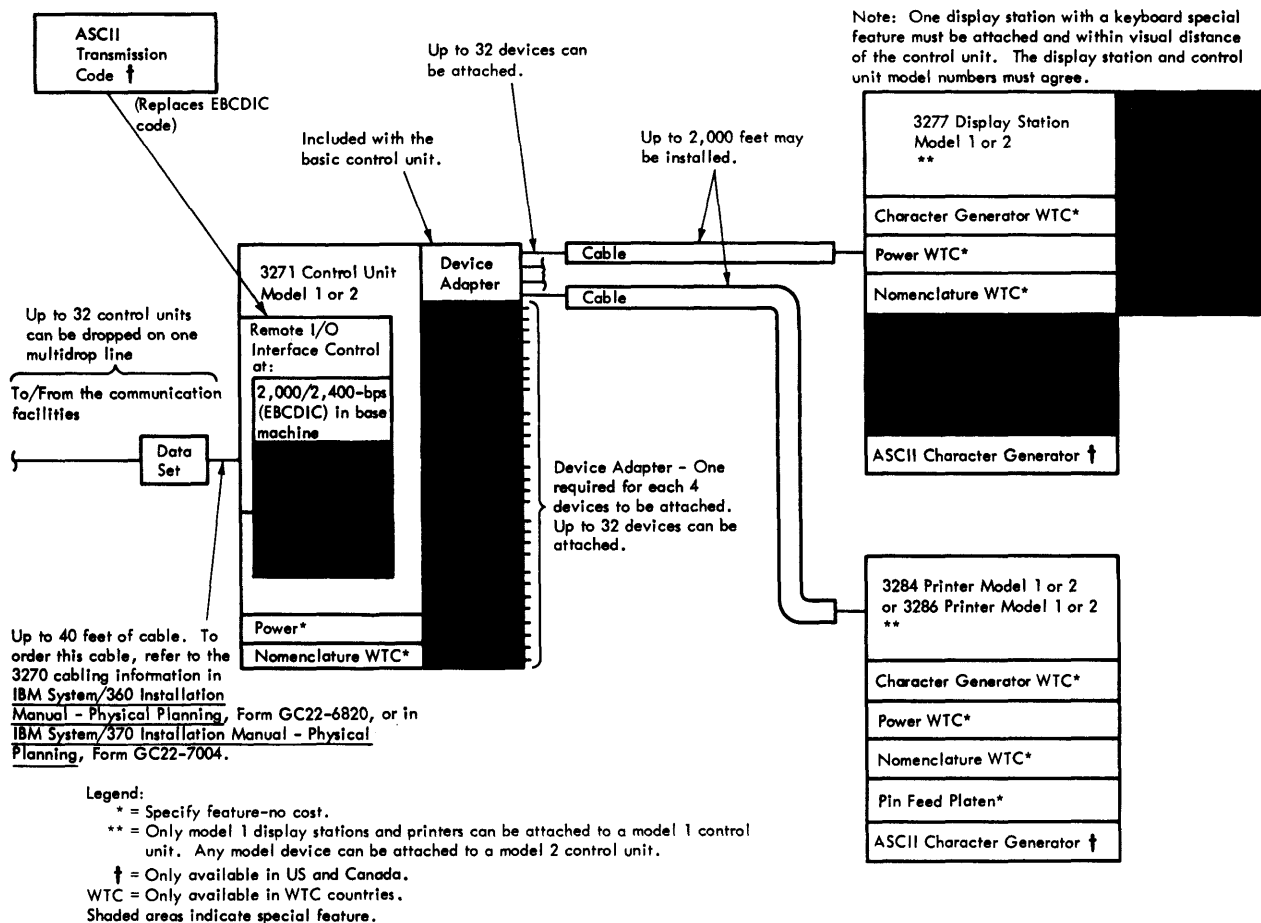 ASCII
Transmission
Code †
(Replaces EBCDIC
code)
Up to 32 devices can
be attached.
Included with the
basic control unit.
Up to 2,000 feet may
be installed.
Note: One display station with a keyboard special
feature must be attached and within visual distance
of the control unit. The display station and control
unit model numbers must agree.
3277 Display Station
Model 1 or 2
**
Character Generator WTC*
Power WTC*
Nomenclature WTC*
ASCII Character Generator †
3271 Control Unit
Model 1 or 2
Device
Adapter
Cable
Cable
Up to 32 control units
can be dropped on one
multidrop line
To/From the communication
facilities
Data
Set
Remote I/O
Interface Control
at:
2,000/2,400-bps
(EBCDIC) in base
machine
Power*
Nomenclature WTC*
Device Adapter - One
required for each 4
devices to be attached.
Up to 32 devices can be
attached.
3284 Printer Model 1 or 2
or 3286 Printer Model 1 or 2
**
Character Generator WTC*
Power WTC*
Nomenclature WTC*
Pin Feed Platen*
ASCII Character Generator †
Up to 40 feet of cable. To
order this cable, refer to the
3270 cabling information in
IBM System/360 Installation
Manual - Physical Planning, Form GC22-6820, or in
IBM System/370 Installation Manual - Physical
Planning, Form GC22-7004.
Legend:
* = Specify feature-no cost.
** = Only model 1 display stations and printers can be attached to a model 1 control
unit. Any model device can be attached to a model 2 control unit.
† = Only available in US and Canada.
WTC = Only available in WTC countries.
Shaded areas indicate special feature.